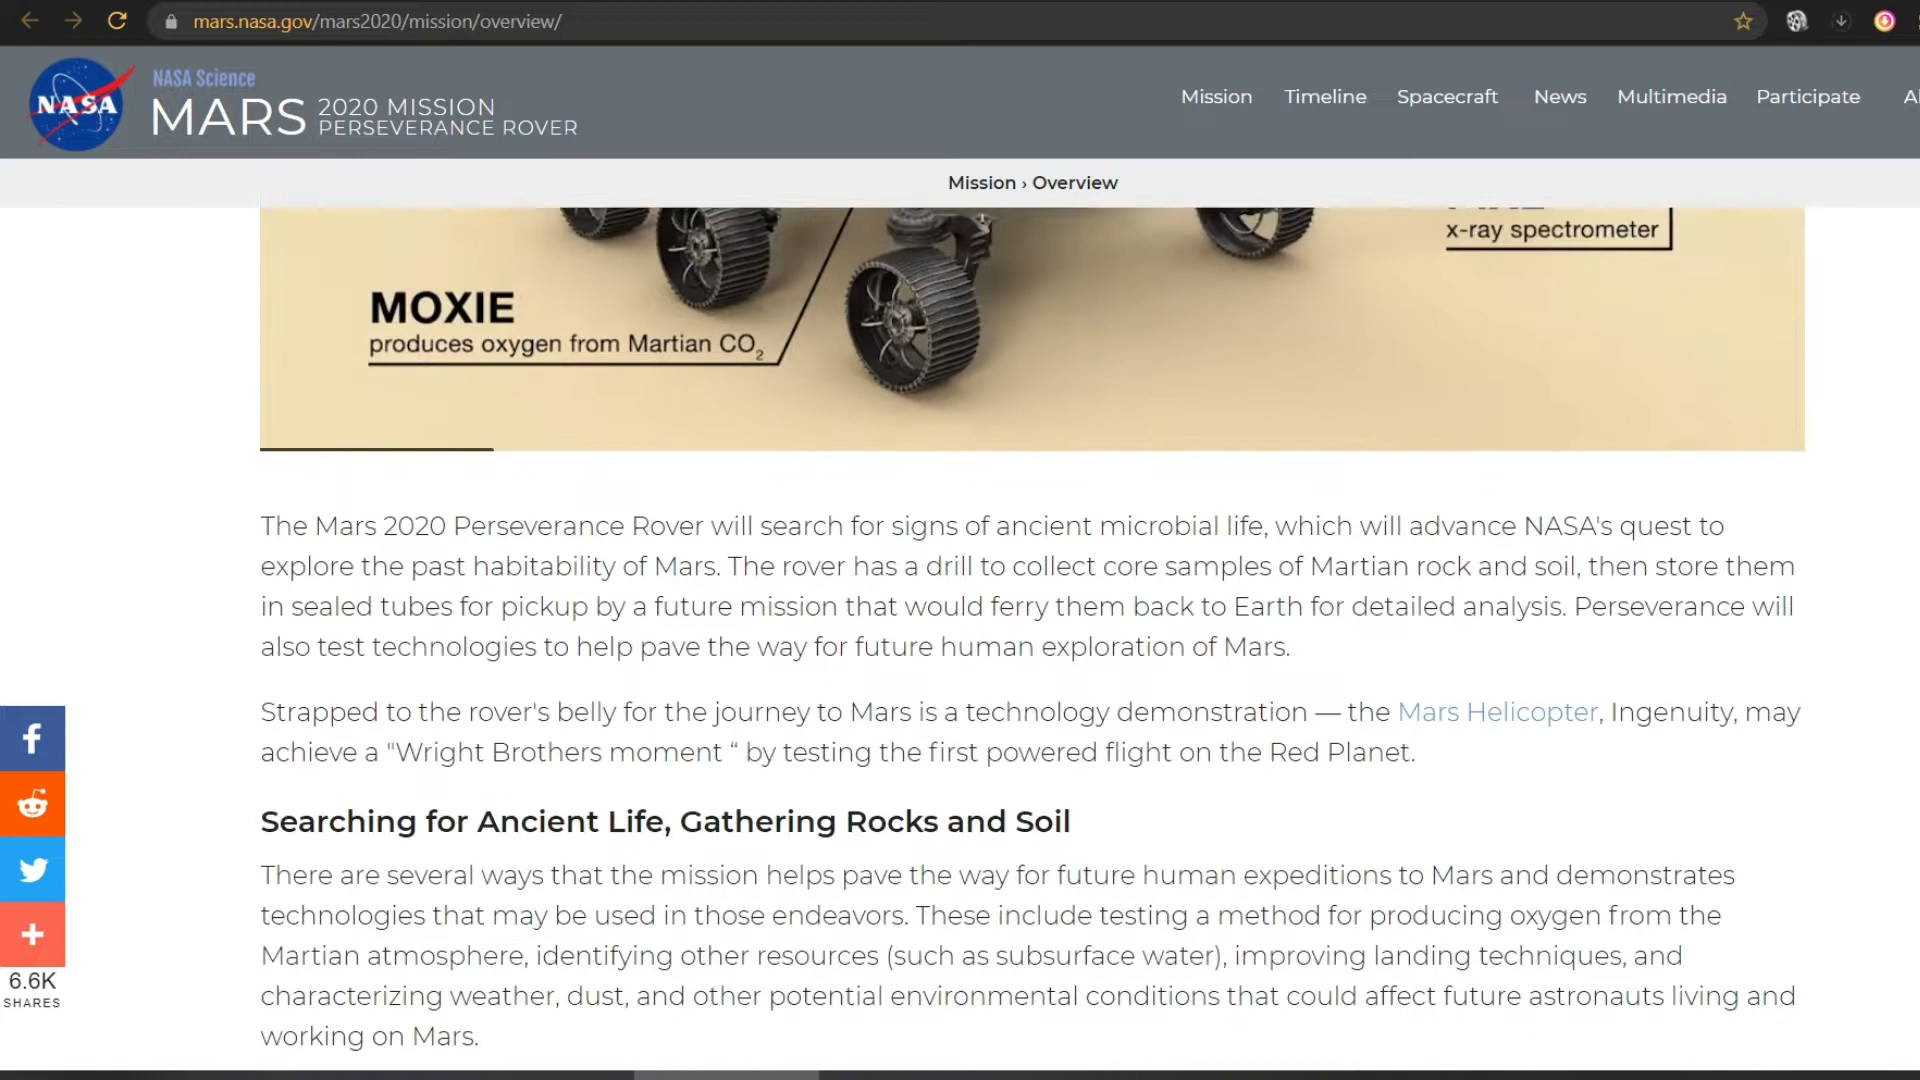 mars.nasa.gov/mars2020/mission/overview/
NASA
NASA Science
MARS 2020 MISSION
PERSEVERANCE ROVER
Mission Timeline Spacecraft News Multimedia Participate
Mission › Overview
x-ray spectrometer
MOXIE
produces oxygen from Martian CO₂
The Mars 2020 Perseverance Rover will search for signs of ancient microbial life, which will advance NASA's quest to
explore the past habitability of Mars. The rover has a drill to collect core samples of Martian rock and soil, then store them
in sealed tubes for pickup by a future mission that would ferry them back to Earth for detailed analysis. Perseverance will
also test technologies to help pave the way for future human exploration of Mars.
Strapped to the rover's belly for the journey to Mars is a technology demonstration — the Mars Helicopter, Ingenuity, may
achieve a "Wright Brothers moment “ by testing the first powered flight on the Red Planet.
Searching for Ancient Life, Gathering Rocks and Soil
There are several ways that the mission helps pave the way for future human expeditions to Mars and demonstrates
technologies that may be used in those endeavors. These include testing a method for producing oxygen from the
Martian atmosphere, identifying other resources (such as subsurface water), improving landing techniques, and
characterizing weather, dust, and other potential environmental conditions that could affect future astronauts living and
working on Mars.
6.6K
SHARES